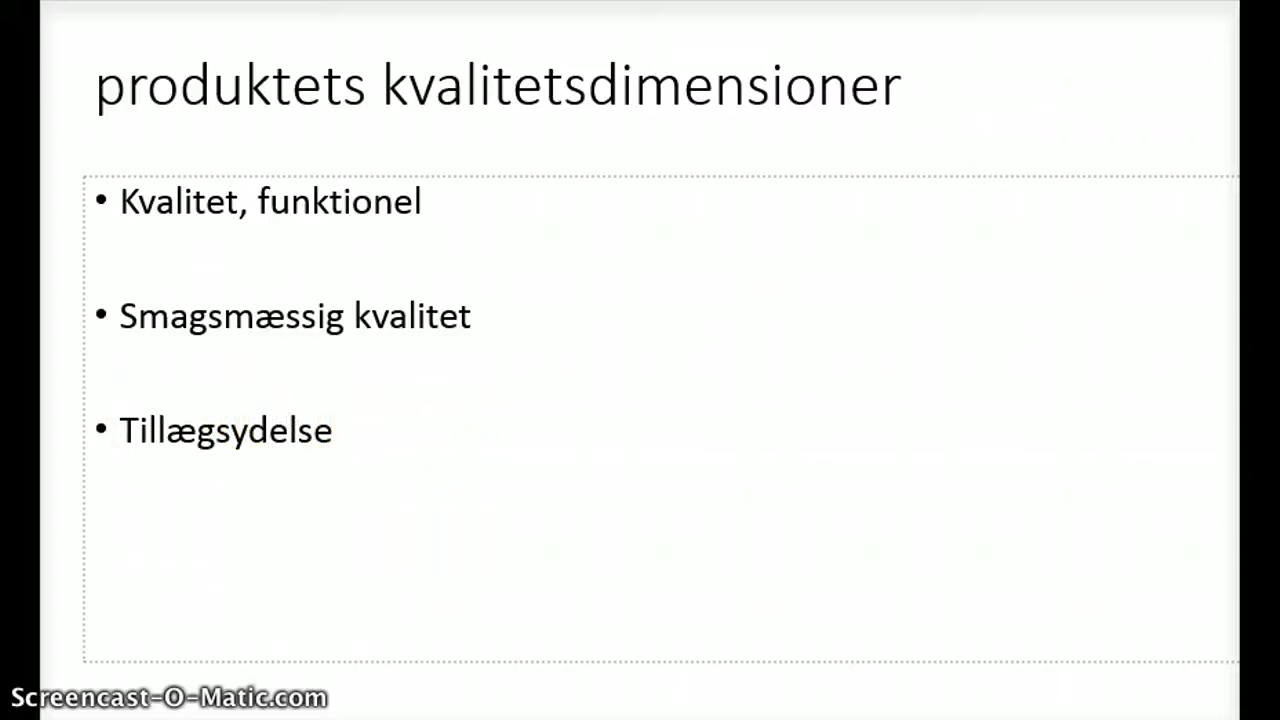 produktets kvalitetsdimensioner
• Kvalitet, funktionel
• Smagsmæssig kvalitet
• Tillægsydelse
Screencast-O-Matic.com